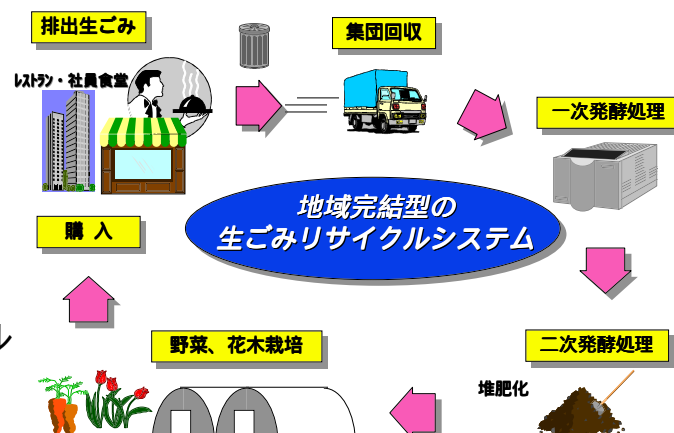 排出生ごみ
集団回収
レストラン・社員食堂
一次発酵処理
地域完結型の
生ごみリサイクルシステム
購 入
ル
野菜、花木栽培
二次発酵処理
堆肥化